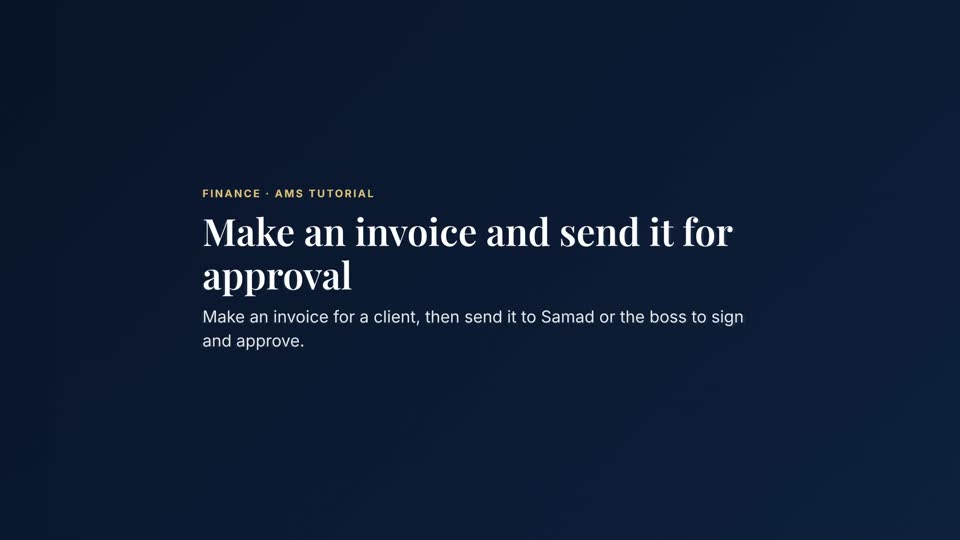 FINANCE · AMS TUTORIAL
Make an invoice and send it for
approval
Make an invoice for a client, then send it to Samad or the boss to sign
and approve.